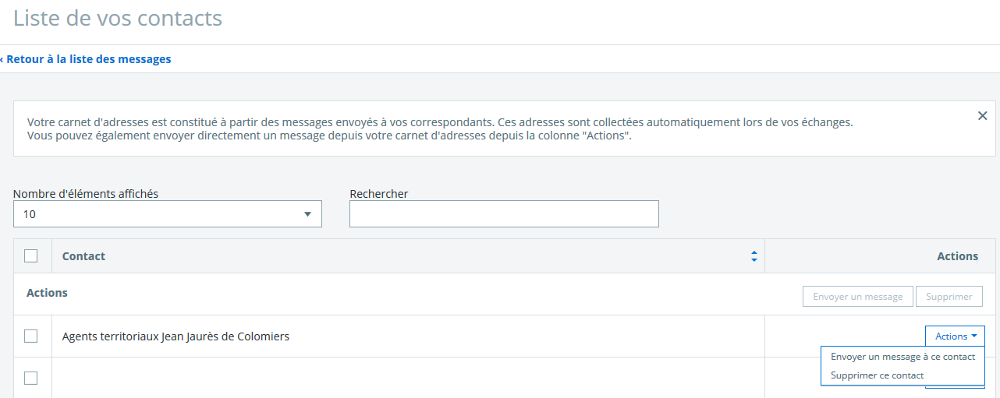 Liste de vos contacts
‹ Retour à la liste des messages
Votre carnet d'adresses est constitué à partir des messages envoyés à vos correspondants. Ces adresses sont collectées automatiquement lors de vos échanges.
Vous pouvez également envoyer directement un message depuis votre carnet d'adresses depuis la colonne "Actions".
Nombre d'éléments affichés
Rechercher
10
Contact
Actions
Actions
Envoyer un message
Supprimer
Agents territoriaux Jean Jaurès de Colomiers
Actions
Envoyer un message à ce contact
Supprimer ce contact